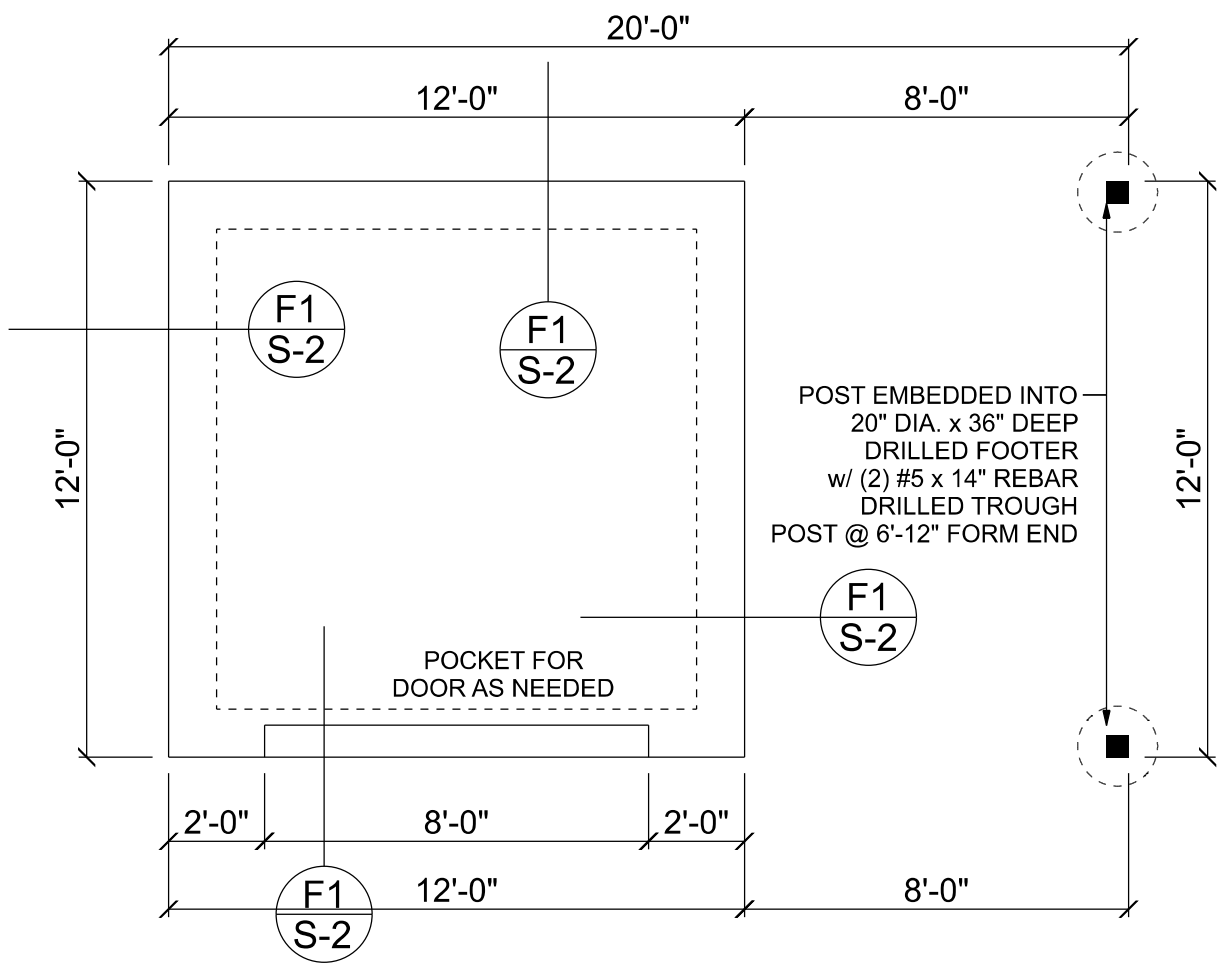 20'-0"
12'-0"
8'-0"
F1
S-2
F1
S-2
12'-0"
POST EMBEDDED INTO
20" DIA. x 36" DEEP
DRILLED FOOTER
w/ (2) #5 x 14" REBAR
DRILLED TROUGH
POST @ 6'-12" FORM END
12'-0"
F1
S-2
POCKET FOR
DOOR AS NEEDED
2'-0"
8'-0"
2'-0"
F1
S-2
12'-0"
8'-0"